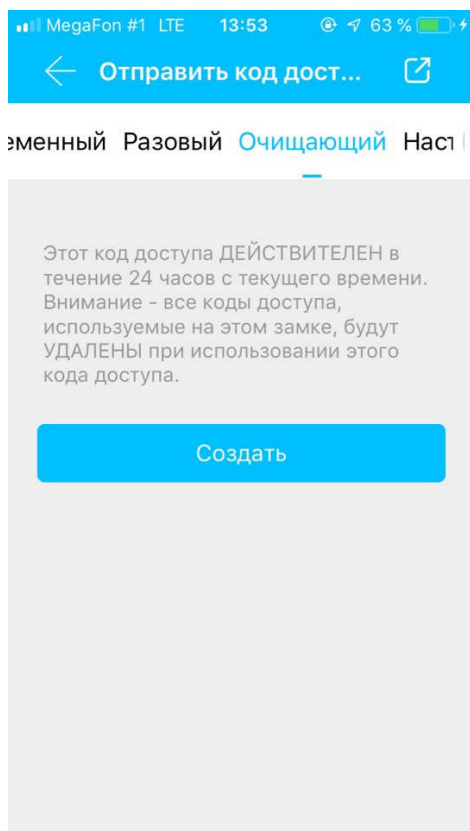 MegaFon #1 LTE 13:53 63 %
Отправить код дост...
еменный Разовый Очищающий Наст
Этот код доступа ДЕЙСТВИТЕЛЕН в
течение 24 часов с текущего времени.
Внимание - все коды доступа,
используемые на этом замке, будут
УДАЛЕНЫ при использовании этого
кода доступа.
Создать